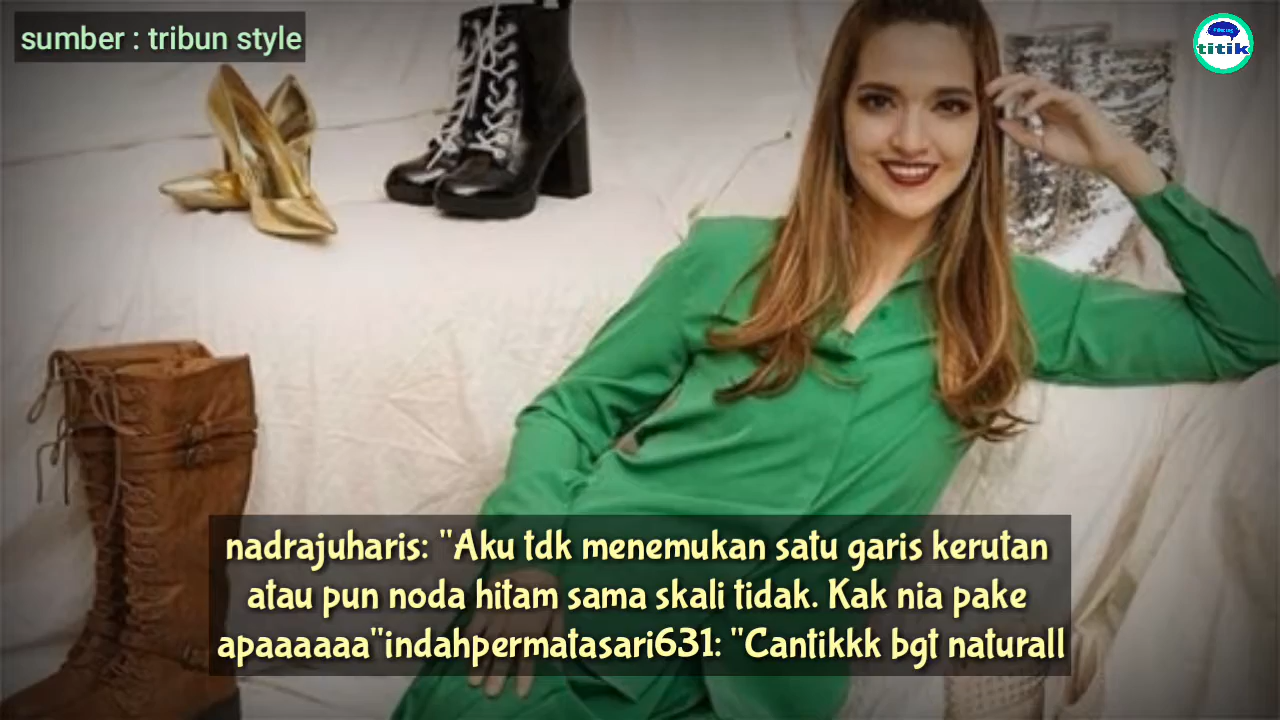 sumber : tribun style
titik
nadrajuharis: "Aku tdk menemukan satu garis kerutan
atau pun noda hitam sama skali tidak. Kak nia pake
apaaaaaa"indahpermatasari631: "Cantikkk bgt naturall